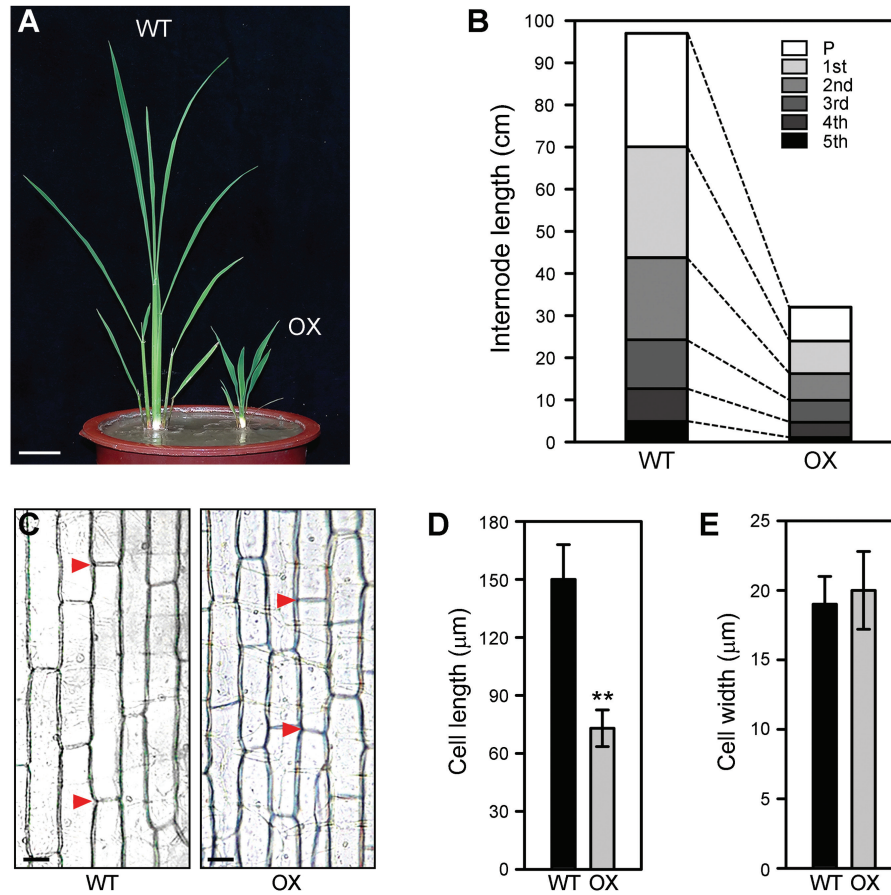 A
WT
OX
B
Internode length (cm)
100
90
80
70
60
50
40
30
20
10
0
P
1st
2nd
3rd
4th
5th
WT
OX
C
WT
OX
D
Cell length (μm)
180
150
120
90
60
30
0
**
WT OX
E
Cell width (μm)
25
20
15
10
5
0
WT OX